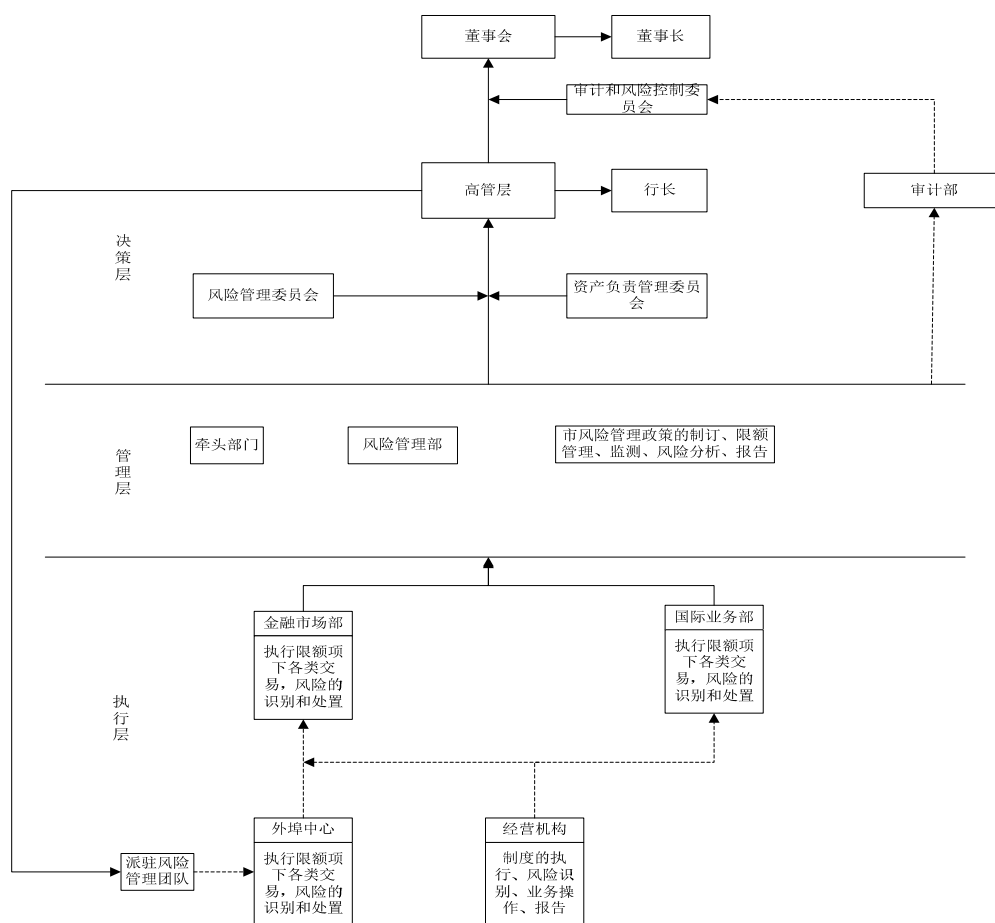 董事会
董事长
审计和风险控制委
员会
高管层
行长
审计部
决
策
层
风险管理委员会
资产负责管理委员
会
管
理
层
牵头部门
风险管理部
市风险管理政策的制订、限额
管理、监测、风险分析、报告
执
行
层
金融市场部
执行限额项
下各类交
易，风险的
识别和处置
国际业务部
执行限额项
下各类交
易，风险的
识别和处置
派驻风险
管理团队
外埠中心
执行限额项
下各类交
易，风险的
识别和处置
经营机构
制度的执
行、风险识
别、业务操
作、报告